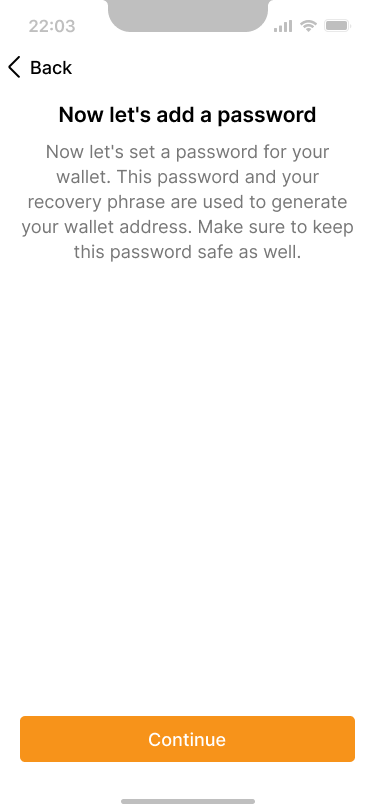 22:03
Back
Now let's add a password
Now let's set a password for your
wallet. This password and your
recovery phrase are used to generate
your wallet address. Make sure to keep
this password safe as well.
Continue